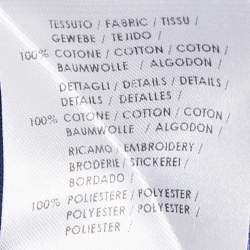 TESSUTO / FABRIC / TISSU /
GEWEBE / TEJIDO /
100% COTONE / COTTON / COTON /
BAUMWOLLE / ALGODON /
DETTAGLI / DETAILS / DETAILS /
DETAILS / DETALLES /
100% COTONE / COTTON / COTON /
BAUMWOLLE / ALGODON /
RICAMO / EMBROIDERY /
BRODERIE / STICKEREI /
BORDADO /
100% POLIESTERE / POLYESTER /
POLYESTER / POLYESTER /
POLIESTER /